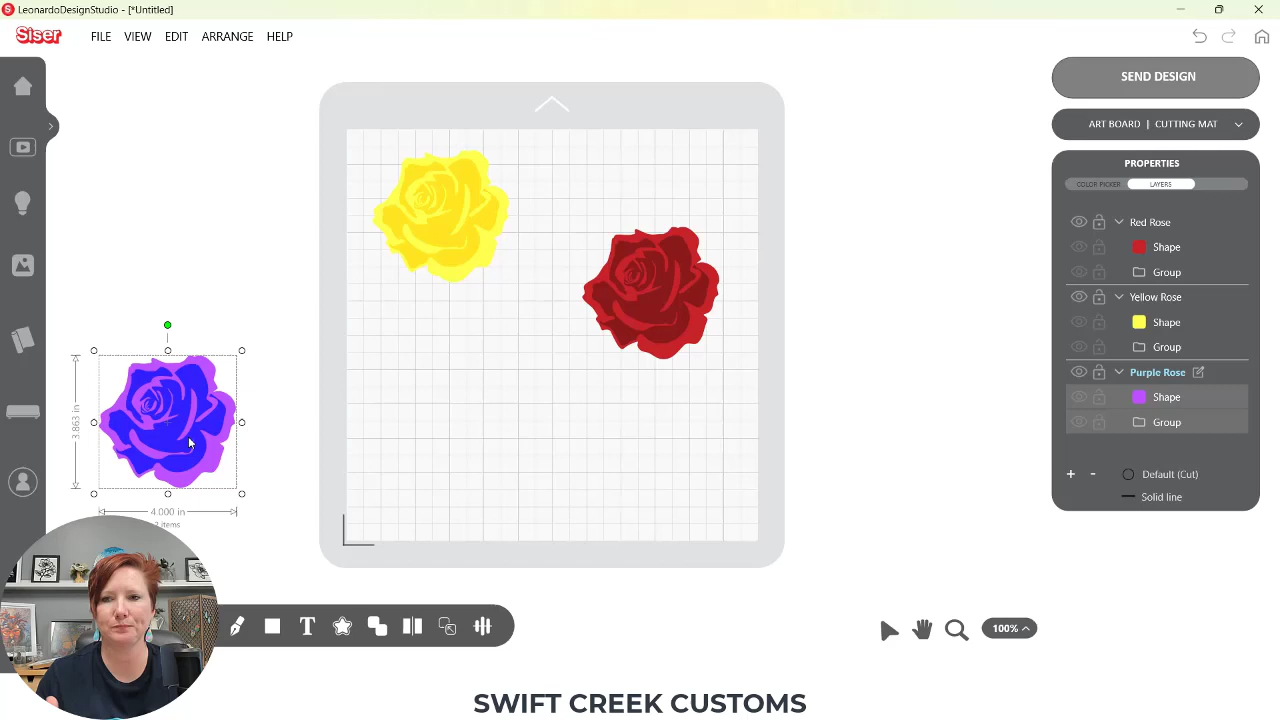 LeonardoDesignStudio - [*Untitled]
Siser
FILE VIEW EDIT ARRANGE HELP
SEND DESIGN
ART BOARD | CUTTING MAT
PROPERTIES
COLOR PICKER LAYERS
Red Rose
Shape
Group
Yellow Rose
Shape
Group
Purple Rose
Shape
Group
+ - Default (Cut)
Solid line
3.863 in
4.000 in
T
100%
SWIFT CREEK CUSTOMS